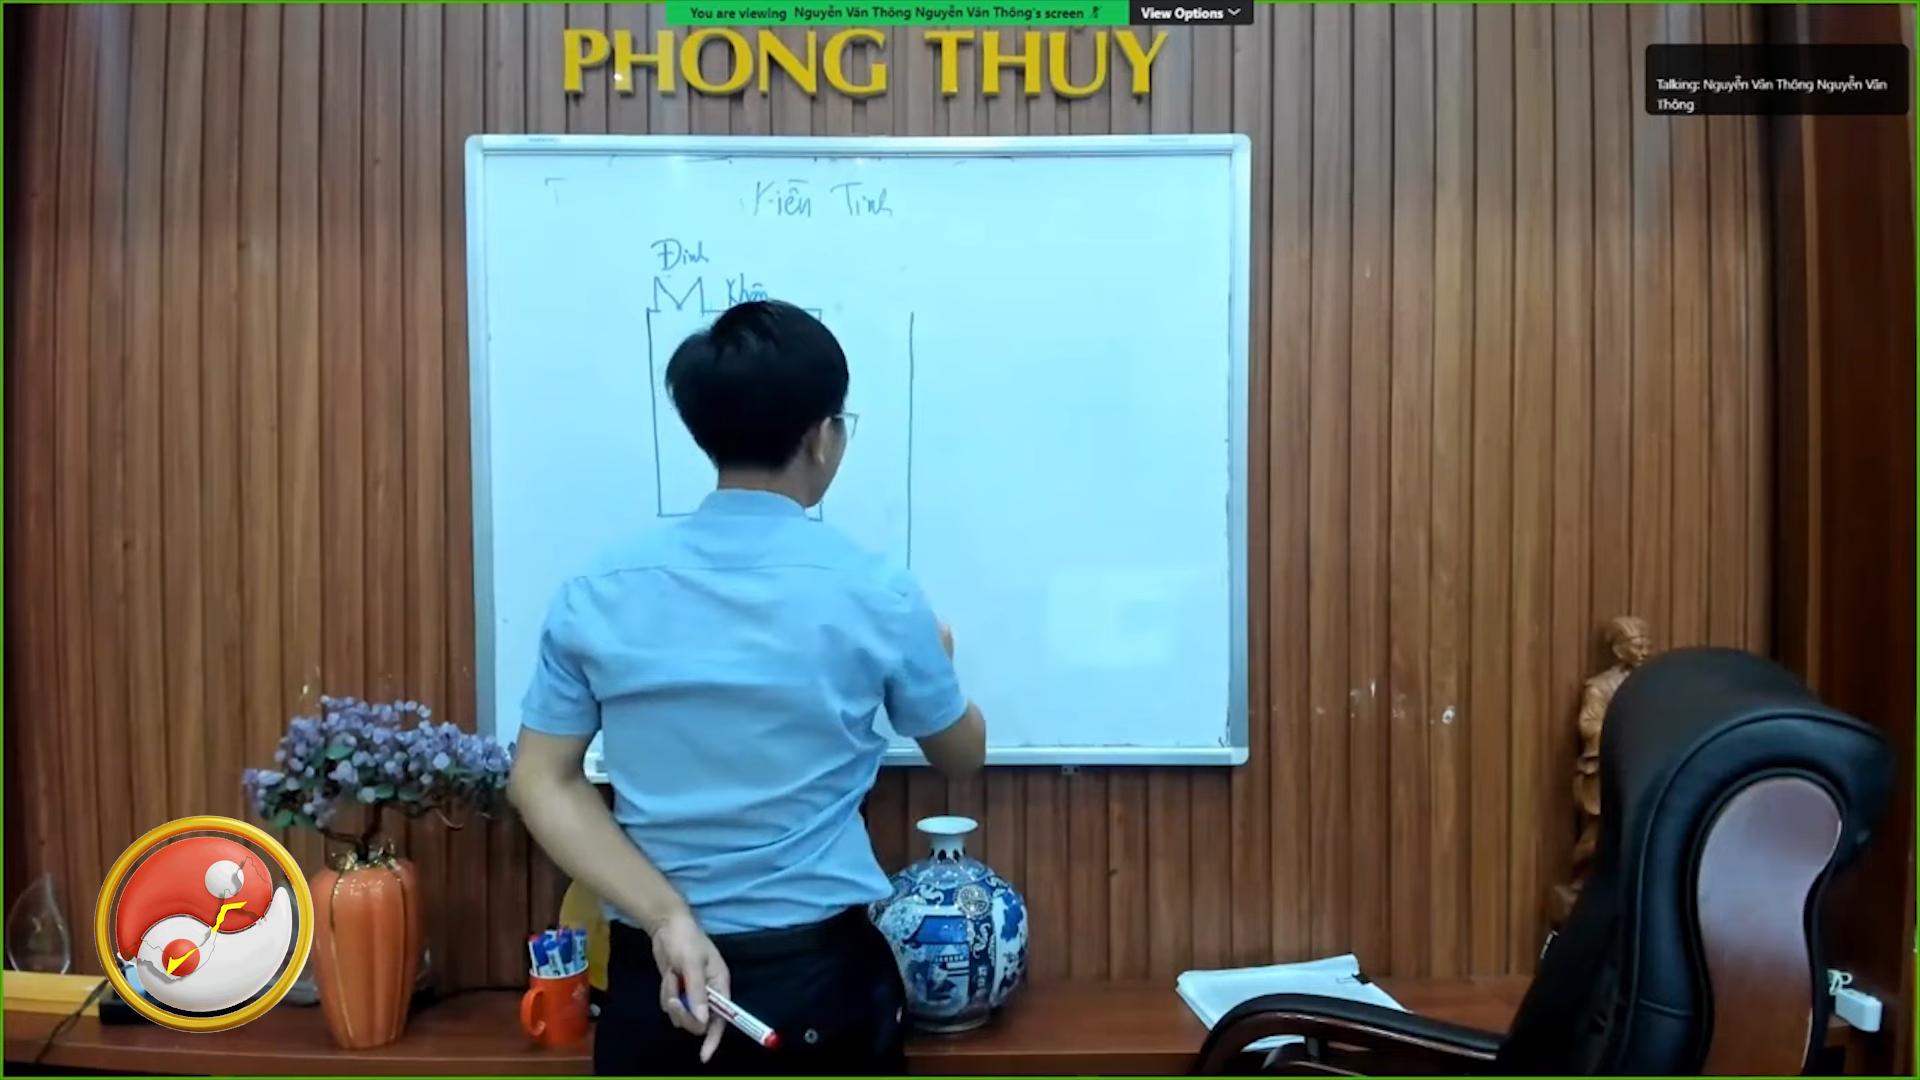 You are viewing Nguyễn Văn Thông Nguyễn Văn Thông's screen
View Options
PHONG THỦY
Talking: Nguyễn Văn Thông Nguyễn Văn
Thông
T
Kiến Tinh
Đinh
Khôn